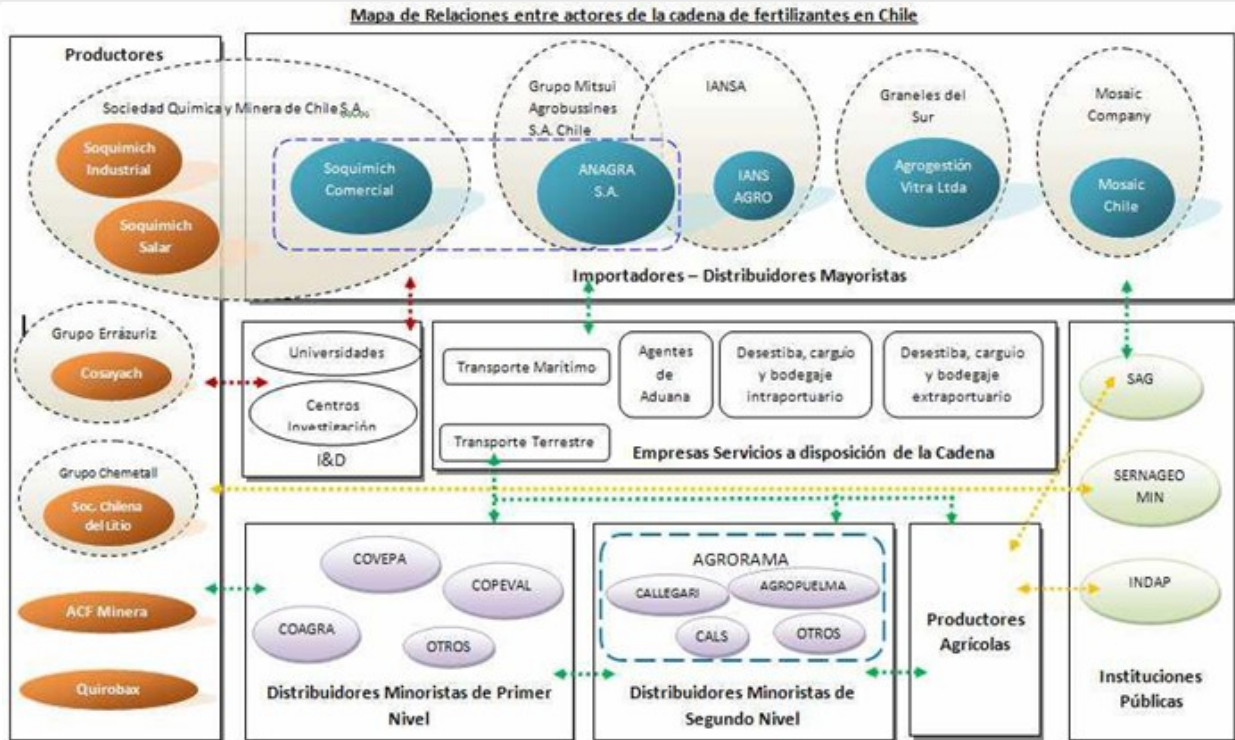 Mapa de Relaciones entre actores de la cadena de fertilizantes en Chile
Productores
Sociedad Química y Minera de Chile S.A.
Soquimich
Industrial
Soquimich
Salar
Soquimich
Comercial
Grupo Mitsui
Agrobussines
S.A. Chile
ANAGRA
S.A.
IANSA
IANS
AGRO
Graneles del
Sur
Agrogestión
Vitra Ltda
Mosaic
Company
Mosaic
Chile
Importadores – Distribuidores Mayoristas
Grupo Errázuriz
Cosayach
Universidades
Centros
Investigación
I&D
Transporte Marítimo
Agentes
de
Aduana
Desestiba, carguío
y bodegaje
intraportuario
Desestiba, carguio
y bodegaje
extraportuario
Transporte Terrestre
Empresas Servicios a disposición de la Cadena
SAG
SERNAGEO
MIN
INDAP
Instituciones
Públicas
Grupo Chemetall
Soc. Chilena
del Litio
ACF Minera
Quirobax
COVEPA
COPEVAL
COAGRA
OTROS
Distribuidores Minoristas de Primer
Nivel
AGRORAMA
CALLEGARI
AGROPUELMA
CALS
OTROS
Distribuidores Minoristas de
Segundo Nivel
Productores
Agrícolas